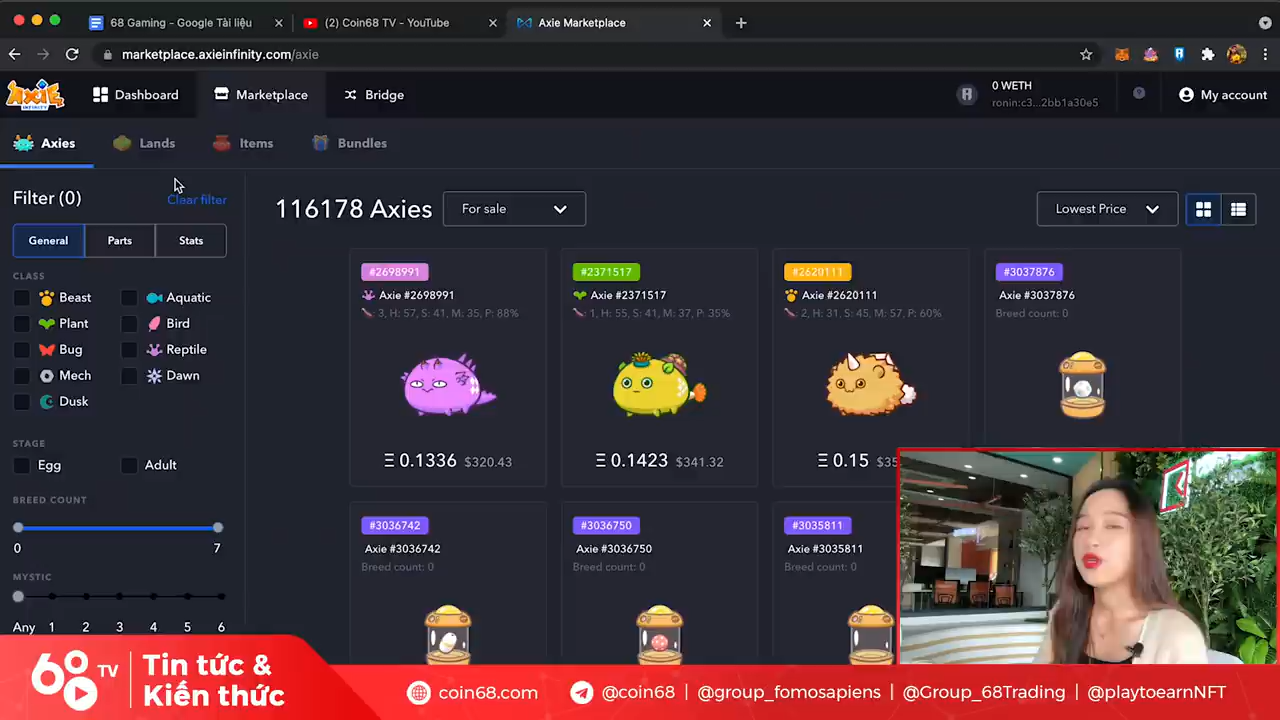 68 Gaming - Google Tài liệu
(2) Coin68 TV - YouTube
Axie Marketplace
marketplace.axieinfinity.com/axie
AXIE
INFINITY
Dashboard
Marketplace
Bridge
0 WETH
ronin:c3...2bb1a30e5
My account
Axies
Lands
Items
Bundles
Filter (0)
Clear filter
General
Parts
Stats
CLASS
Beast
Aquatic
Plant
Bird
Bug
Reptile
Mech
Dawn
Dusk
STAGE
Egg
Adult
BREED COUNT
0
7
MYSTIC
Any 1 2 3 4 5 6
116178 Axies
For sale
Lowest Price
#2698991
Axie #2698991
3, H: 57, S: 41, M: 35, P: 88%
Ξ 0.1336 $320.43
#2371517
Axie #2371517
1, H: 55, S: 41, M: 37, P: 35%
Ξ 0.1423 $341.32
#2620111
Axie #2620111
2, H: 31, S: 45, M: 57, P: 60%
Ξ 0.15
#3037876
Axie #3037876
Breed count: 0
#3036742
Axie #3036742
Breed count: 0
#3036750
Axie #3036750
Breed count: 0
#3035811
Axie #3035811
Breed count: 0
68 TV
Tin tức &
Kiến thức
coin68.com
@coin68 | @group_fomosapiens | @Group_68Trading | @playtoearnNFT